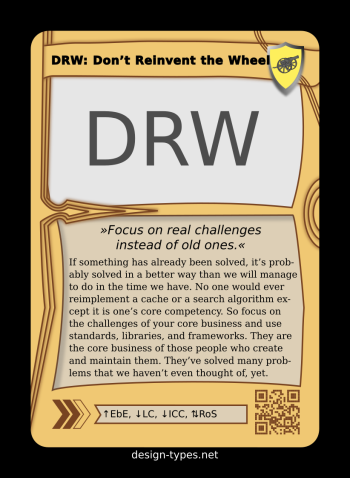 DRW: Don’t Reinvent the Wheel
DRW
»Focus on real challenges
instead of old ones.«
If something has already been solved, it’s prob-
ably solved in a better way than we will manage
to do in the time we have. No one would ever
reimplement a cache or a search algorithm ex-
cept it is one’s core competency. So focus on
the challenges of your core business and use
standards, libraries, and frameworks. They are
the core business of those people who create
and maintain them. They’ve solved many prob-
lems that we haven’t even thought of, yet.
↑EbE, ↓LC, ↓ICC, ⇅RoS
design-types.net